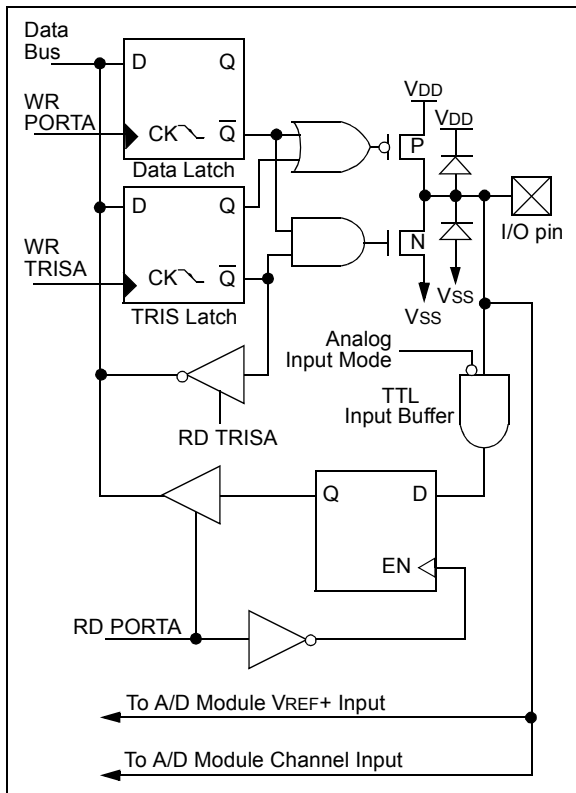 Data
Bus
D Q
VDD
WR
PORTA
VDD
CK Q
P
Data Latch
D Q
I/O pin
WR
TRISA
N
CK Q
VSS
TRIS Latch
VSS
Analog
Input Mode
TTL
Input Buffer
RD TRISA
Q D
EN
RD PORTA
To A/D Module VREF+ Input
To A/D Module Channel Input